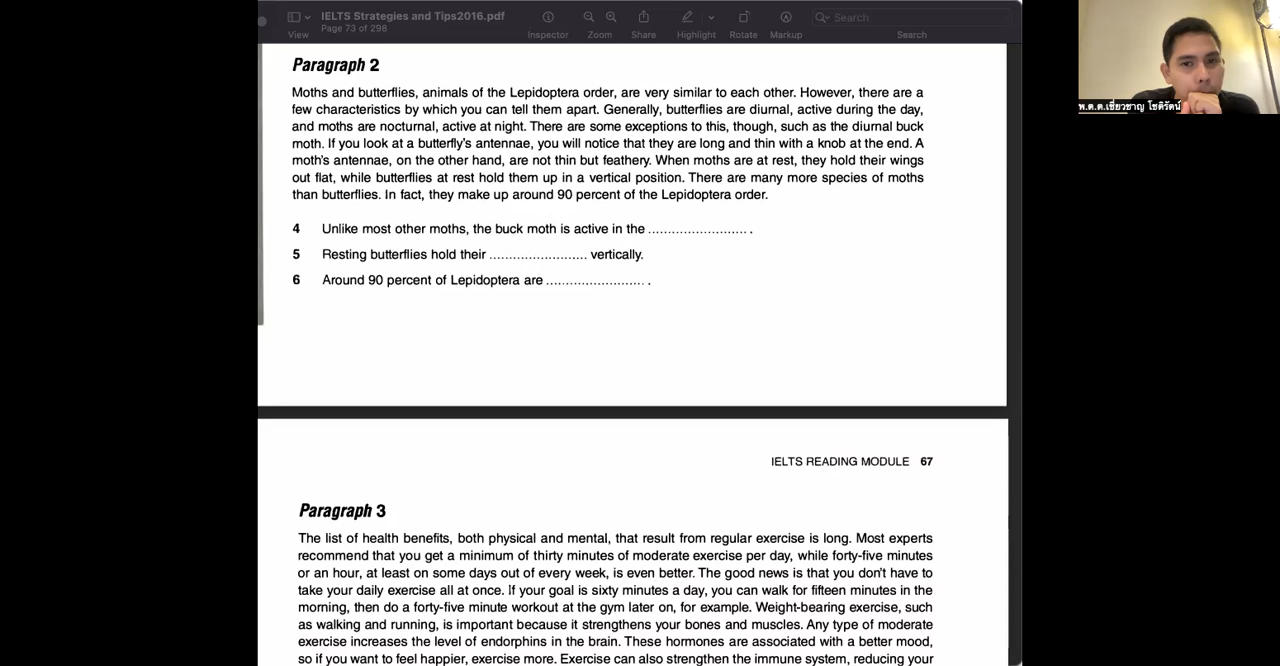 IELTS Strategies and Tips2016.pdf
Page 73 of 298
View
Inspector
Zoom
Share
Highlight
Rotate
Markup
Search
Search
พ.ต.ต.เชี่ยวชาญ โชติรัตน์
Paragraph 2
Moths and butterflies, animals of the Lepidoptera order, are very similar to each other. However, there are a
few characteristics by which you can tell them apart. Generally, butterflies are diurnal, active during the day,
and moths are nocturnal, active at night. There are some exceptions to this, though, such as the diurnal buck
moth. If you look at a butterfly's antennae, you will notice that they are long and thin with a knob at the end. A
moth's antennae, on the other hand, are not thin but feathery. When moths are at rest, they hold their wings
out flat, while butterflies at rest hold them up in a vertical position. There are many more species of moths
than butterflies. In fact, they make up around 90 percent of the Lepidoptera order.
4 Unlike most other moths, the buck moth is active in the ......................... .
5 Resting butterflies hold their ......................... vertically.
6 Around 90 percent of Lepidoptera are ......................... .
IELTS READING MODULE 67
Paragraph 3
The list of health benefits, both physical and mental, that result from regular exercise is long. Most experts
recommend that you get a minimum of thirty minutes of moderate exercise per day, while forty-five minutes
or an hour, at least on some days out of every week, is even better. The good news is that you don't have to
take your daily exercise all at once. If your goal is sixty minutes a day, you can walk for fifteen minutes in the
morning, then do a forty-five minute workout at the gym later on, for example. Weight-bearing exercise, such
as walking and running, is important because it strengthens your bones and muscles. Any type of moderate
exercise increases the level of endorphins in the brain. These hormones are associated with a better mood,
so if you want to feel happier, exercise more. Exercise can also strengthen the immune system, reducing your